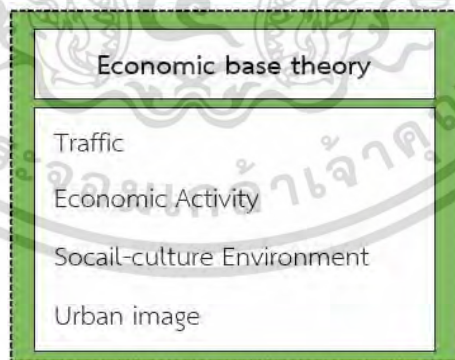 Economic base theory
Traffic
Economic Activity
Socail-culture Environment
Urban image